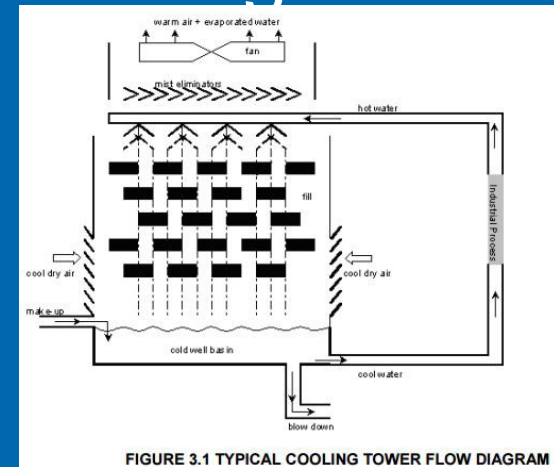 warm air + evaporated water
fan
mist eliminators
hot water
fill
Industrial Process
cool dry air
cool dry air
make-up
cold well basin
cool water
blow down
FIGURE 3.1 TYPICAL COOLING TOWER FLOW DIAGRAM